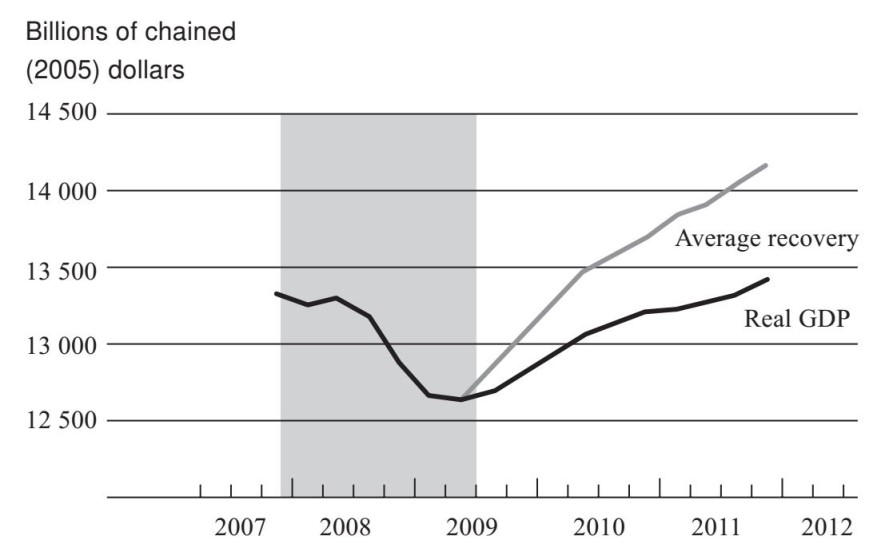 Billions of chained
(2005) dollars
14 500
14 000
Average recovery
13 500
Real GDP
13 000
12 500
2007 2008 2009 2010 2011 2012